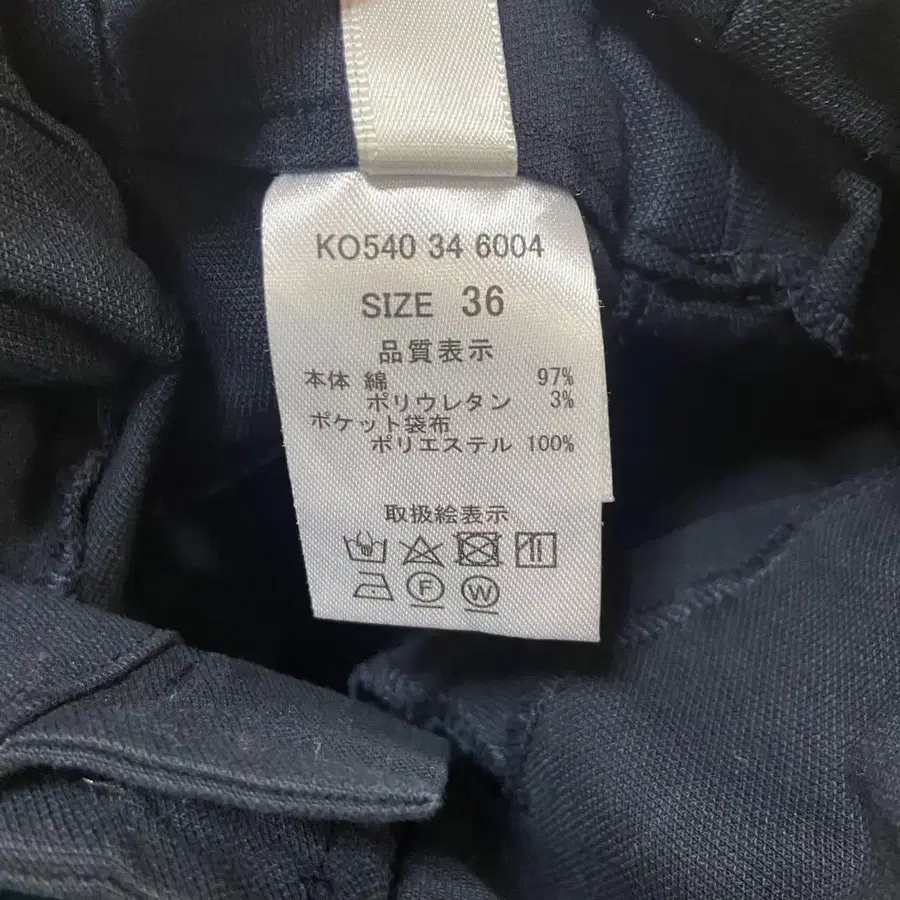 KO540 34 6004
SIZE 36
品質表示
本体 綿 97%
ポリウレタン 3%
ポケット袋布
ポリエステル 100%
取扱絵表示
F W